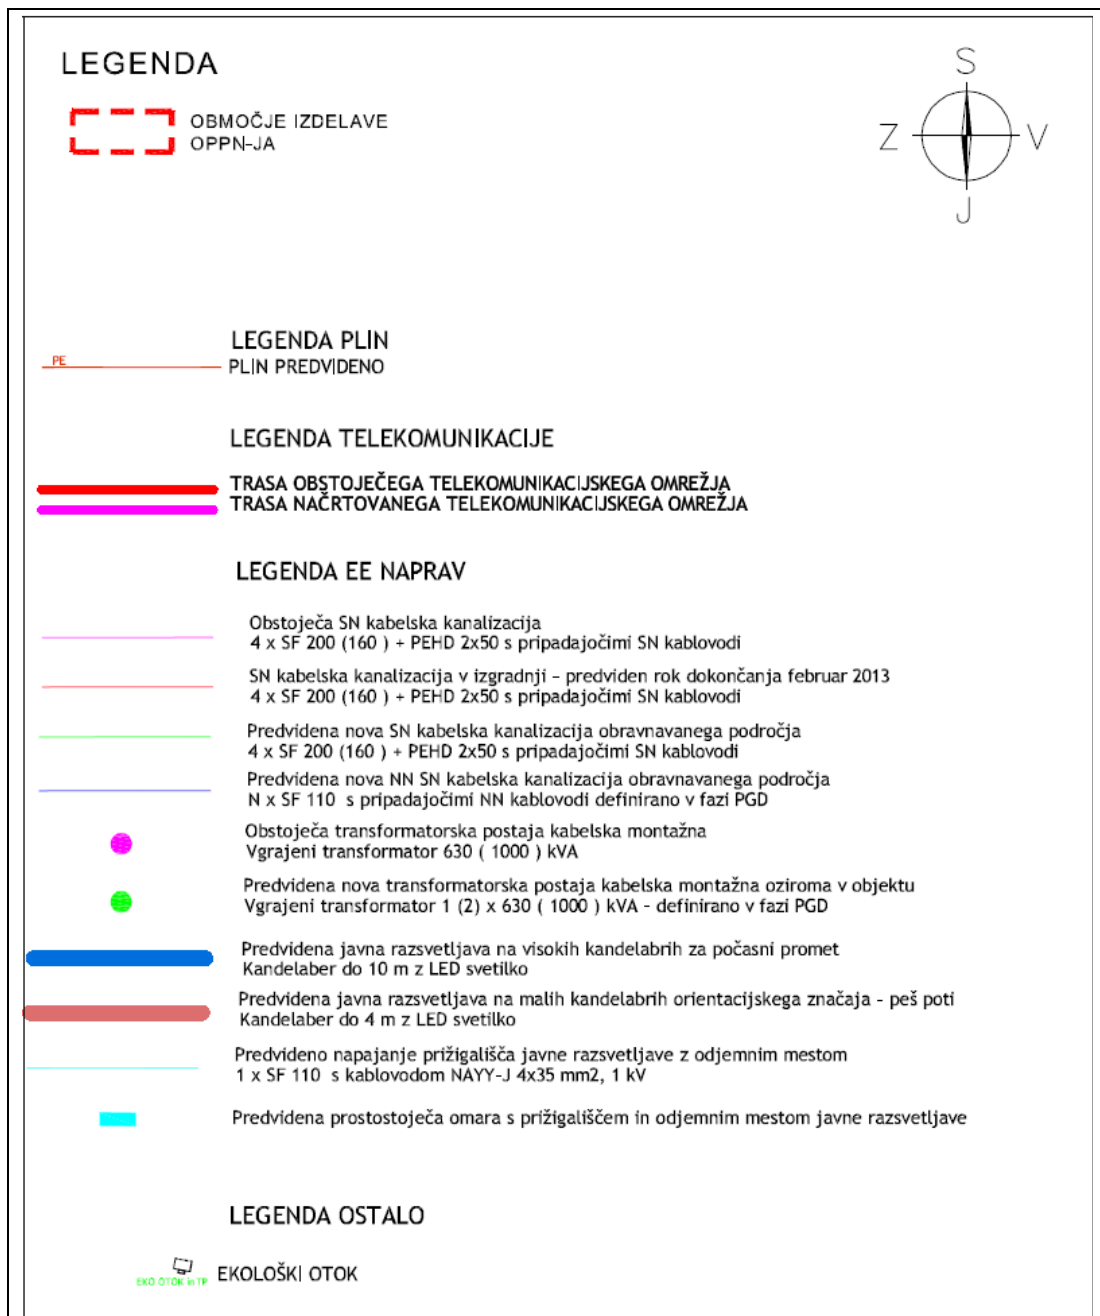 LEGENDA
S
Z
V
J
OBMOČJE IZDELAVE
OPPN-JA
LEGENDA PLIN
PE
PLIN PREDVIDENO
LEGENDA TELEKOMUNIKACIJE
TRASA OBSTOJEČEGA TELEKOMUNIKACIJSKEGA OMREŽJA
TRASA NAČRTOVANEGA TELEKOMUNIKACIJSKEGA OMREŽJA
LEGENDA EE NAPRAV
Obstoječa SN kabelska kanalizacija
4 x SF 200 (160 ) + PEHD 2x50 s pripadajočimi SN kablovodi
SN kabelska kanalizacija v izgradnji – predviden rok dokončanja februar 2013
4 x SF 200 (160 ) + PEHD 2x50 s pripadajočimi SN kablovodi
Predvidena nova SN kabelska kanalizacija obravnavanega področja
4 x SF 200 (160 ) + PEHD 2x50 s pripadajočimi SN kablovodi
Predvidena nova NN SN kabelska kanalizacija obravnavanega področja
N x SF 110 s pripadajočimi NN kablovodi definirano v fazi PGD
Obstoječa transformatorska postaja kabelska montažna
Vgrajeni transformator 630 ( 1000 ) kVA
Predvidena nova transformatorska postaja kabelska montažna oziroma v objektu
Vgrajeni transformator 1 (2) x 630 ( 1000 ) kVA – definirano v fazi PGD
Predvidena javna razsvetljava na visokih kandelabrih za počasni promet
Kandelaber do 10 m z LED svetilko
Predvidena javna razsvetljava na malih kandelabrih orientacijskega značaja – peš poti
Kandelaber do 4 m z LED svetilko
Predvideno napajanje prižigališča javne razsvetljave z odjemnim mestom
1 x SF 110 s kablovodom NAYY-J 4x35 mm2, 1 kV
Predvidena prostostoječa omara s prižigališčem in odjemnim mestom javne razsvetljave
LEGENDA OSTALO
EKO OTOK in TP
EKOLOŠKI OTOK